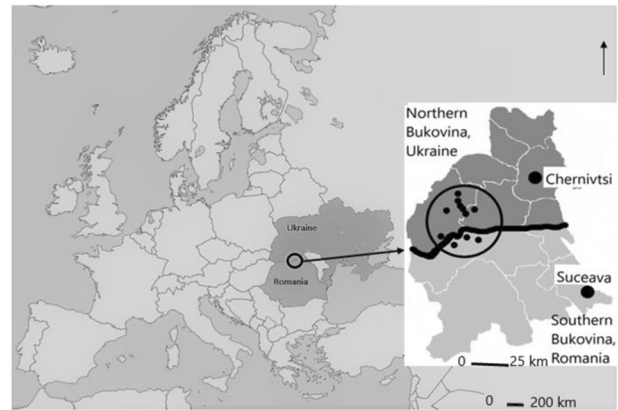 Northern
Bukovina,
Ukraine
Chernivtsi
Ukraine
Romania
Suceava
Southern
Bukovina,
Romania
0 25 km
0 200 km